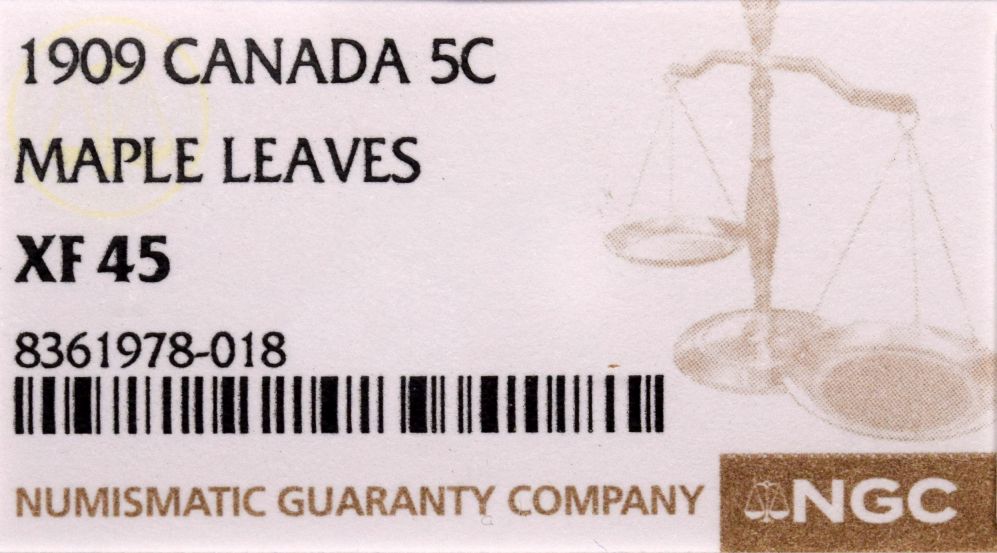 1909 CANADA 5C
MAPLE LEAVES
XF 45
8361978-018
NUMISMATIC GUARANTY COMPANY
NGC